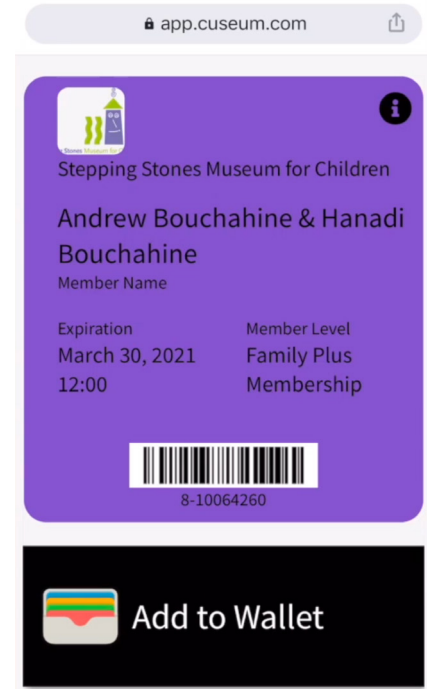 app.cuseum.com
Stepping Stones Museum for Children
Andrew Bouchahine & Hanadi
Bouchahine
Member Name
Expiration
Member Level
March 30, 2021
Family Plus
12:00
Membership
8-10064260
Add to Wallet